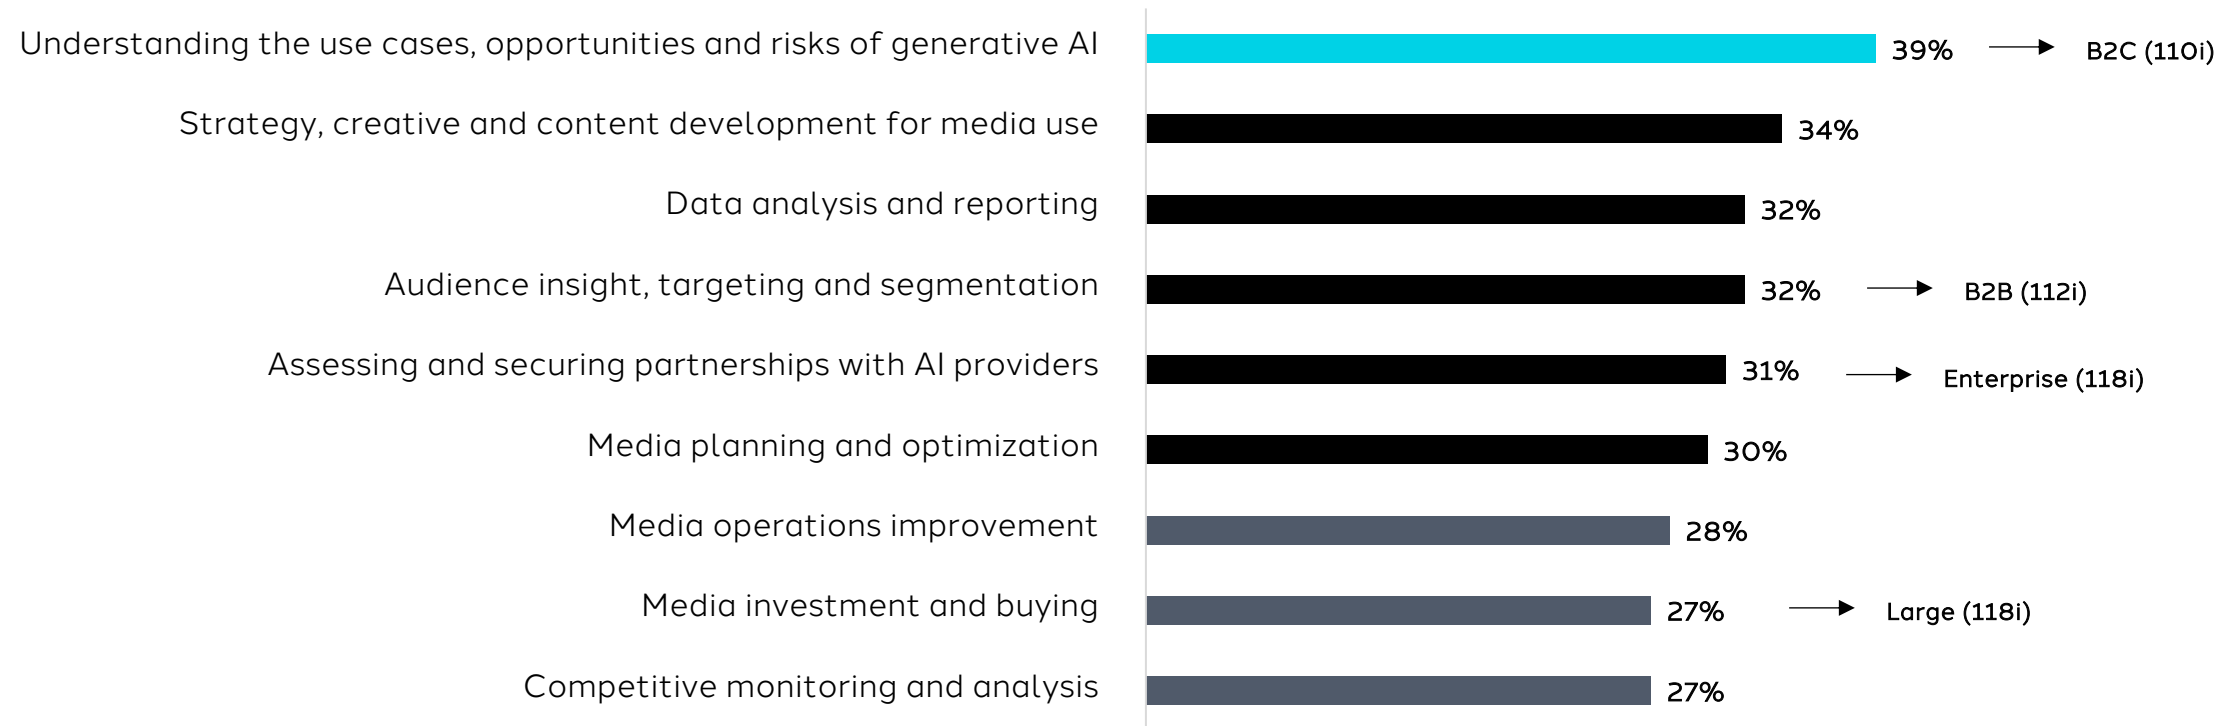 Understanding the use cases, opportunities and risks of generative AI 39% B2C (110i)
Strategy, creative and content development for media use 34%
Data analysis and reporting 32%
Audience insight, targeting and segmentation 32% B2B (112i)
Assessing and securing partnerships with AI providers 31% Enterprise (118i)
Media planning and optimization 30%
Media operations improvement 28%
Media investment and buying 27% Large (118i)
Competitive monitoring and analysis 27%